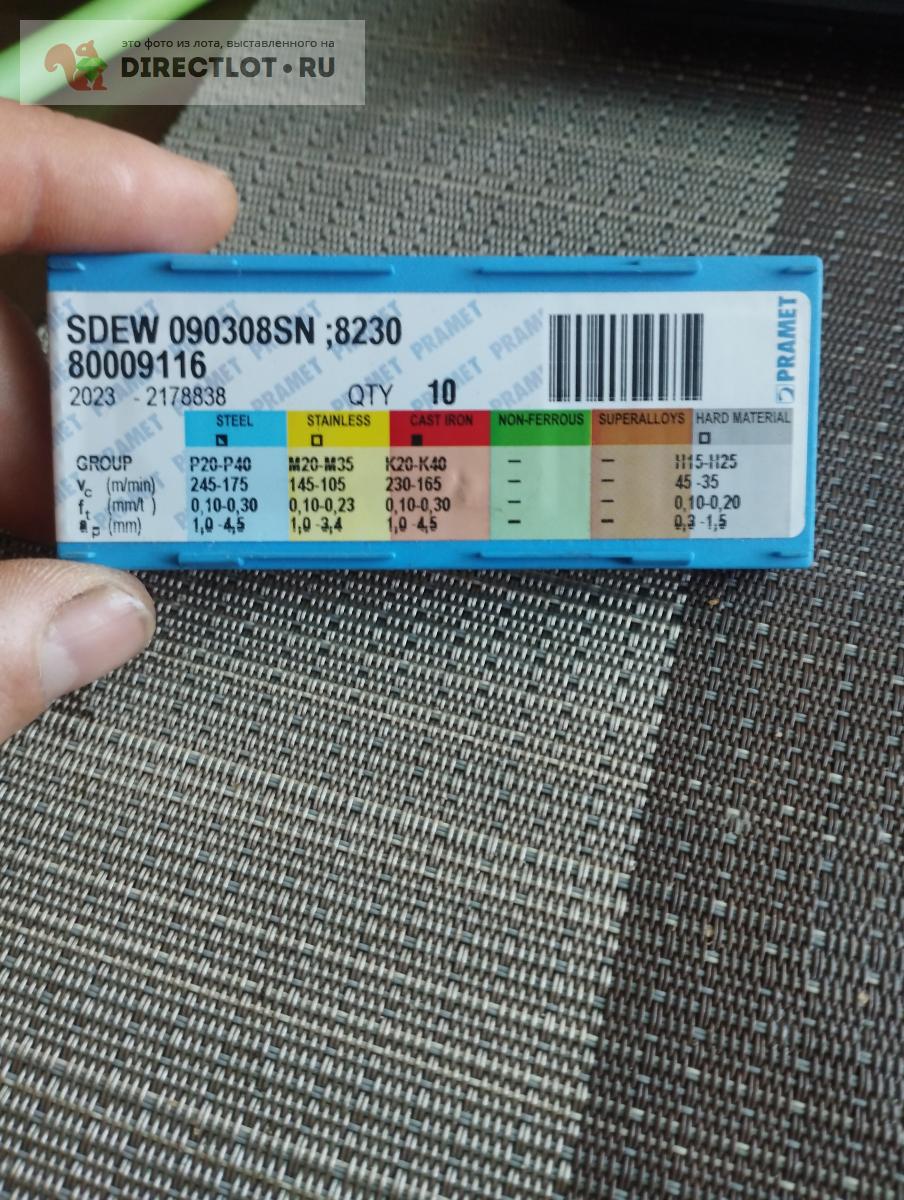 это фото из лота, выставленного на
DIRECTLOT•RU
SDEW 090308SN ;8230
80009116
2023 -2178838 QTY 10
PRAMET
STEEL STAINLESS CAST IRON NON-FERROUS SUPERALLOYS HARD MATERIAL
GROUP P20-P40 M20-M35 K20-K40 – – H15-H25
vc (m/min) 245-175 145-105 230-165 – – 45 -35
ft (mm/t ) 0,10-0,30 0,10-0,23 0,10-0,30 – – 0,10-0,20
ap (mm) 1,0 -4,5 1,0 -3,4 1,0 -4,5 – – 0,3 -1,5